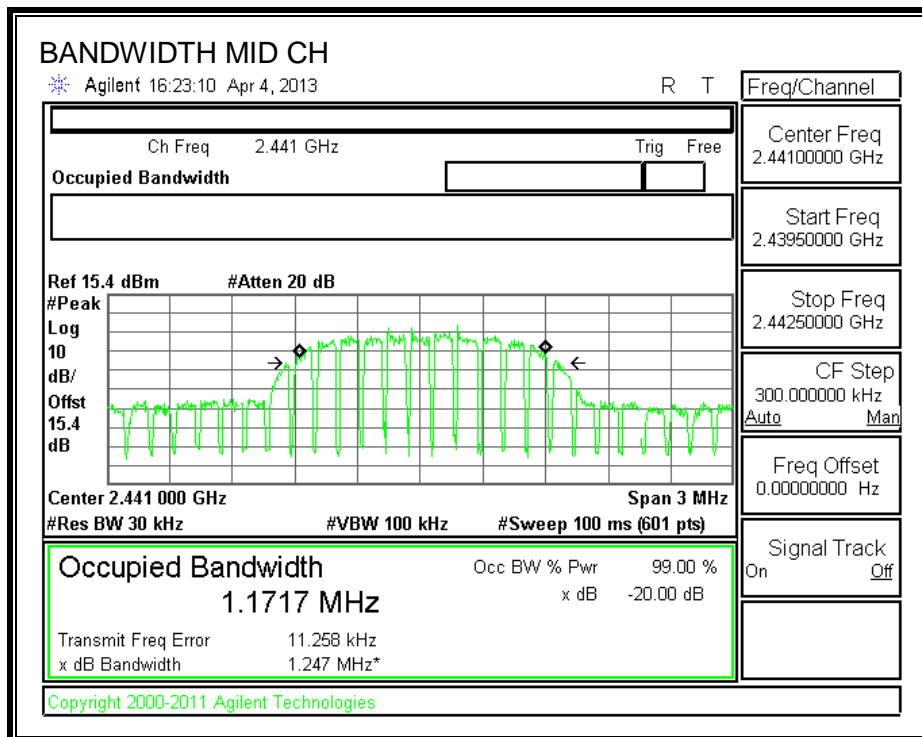 BANDWIDTH MID CH
Agilent 16:23:10 Apr 4, 2013 R T
Freq/Channel
Ch Freq 2.441 GHz Trig Free
Occupied Bandwidth
Center Freq
2.44100000 GHz
Start Freq
2.43950000 GHz
Stop Freq
2.44250000 GHz
CF Step
300.000000 kHz
Auto Man
Freq Offset
0.00000000 Hz
Signal Track
On Off
Ref 15.4 dBm #Atten 20 dB
#Peak
Log
10
dB/
Offst
15.4
dB
Center 2.441 000 GHz Span 3 MHz
#Res BW 30 kHz #VBW 100 kHz #Sweep 100 ms (601 pts)
Occupied Bandwidth Occ BW % Pwr 99.00 %
1.1717 MHz x dB -20.00 dB
Transmit Freq Error 11.258 kHz
x dB Bandwidth 1.247 MHz*
Copyright 2000-2011 Agilent Technologies